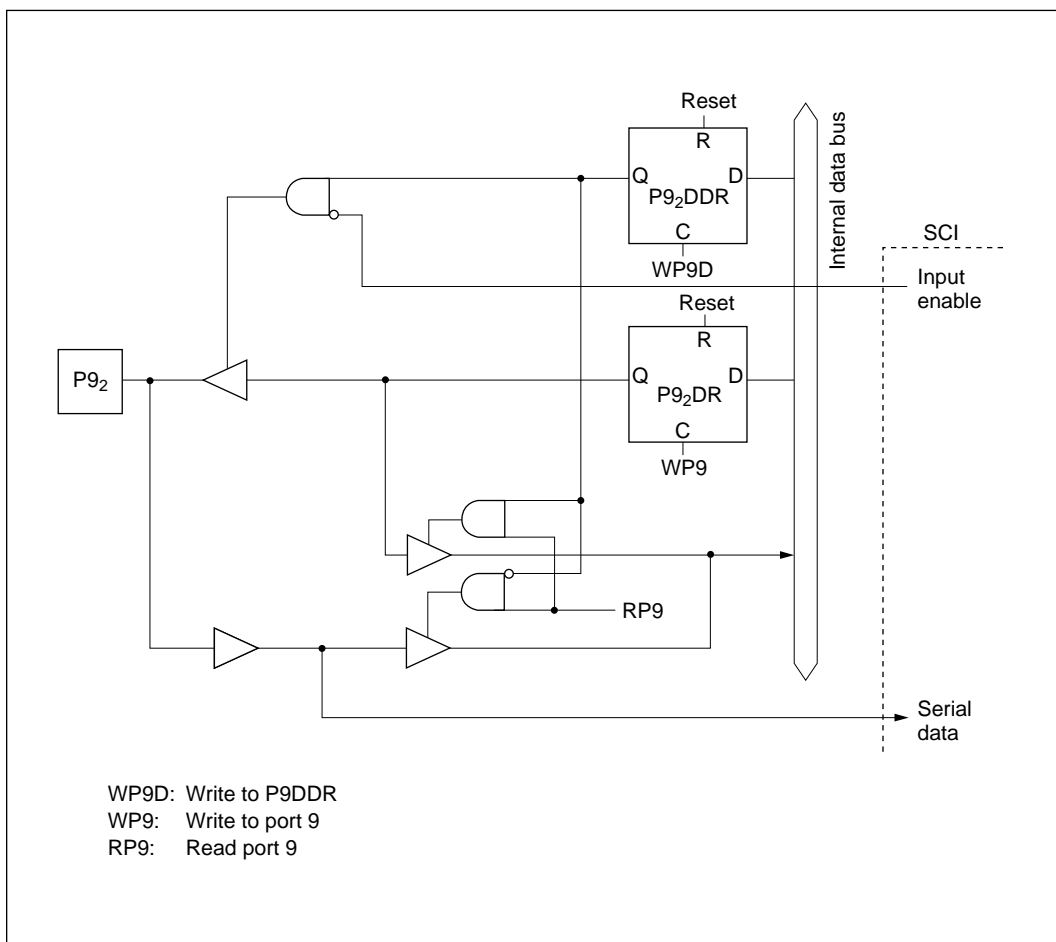 Reset
R
Q
D
P9₂DDR
C
WP9D
Internal data bus
SCI
Input
enable
Reset
R
Q
D
P9₂DR
C
WP9
P9₂
RP9
Serial
data
WP9D: Write to P9DDR
WP9: Write to port 9
RP9: Read port 9